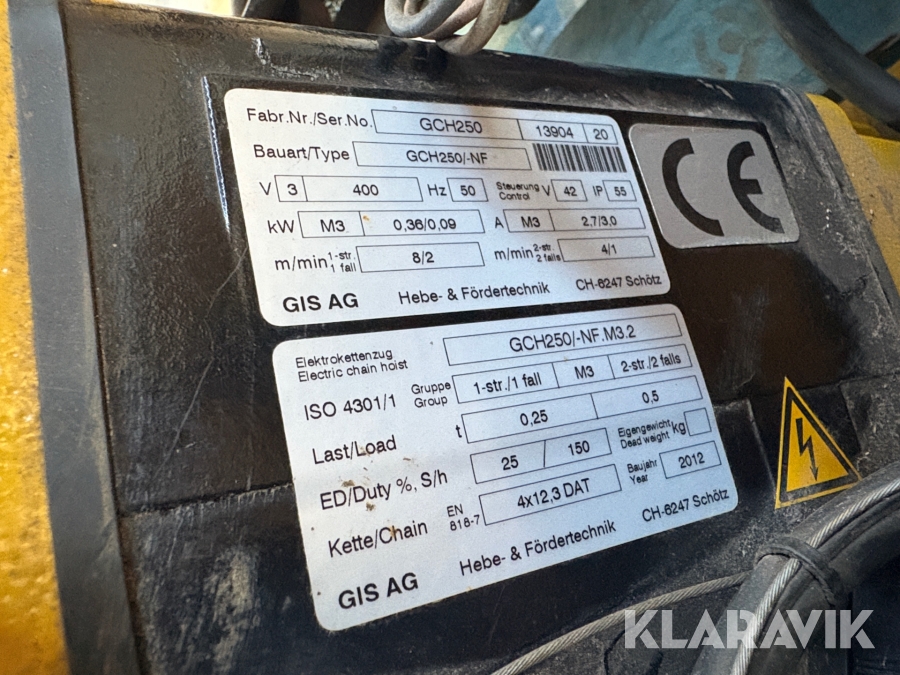 Fabr.Nr./Ser.No. GCH250 13904 20
Bauart/Type GCH250/-NF
V 3 400 Hz 50 Steuerung Control V 42 IP 55
kW M3 0,36/0,09 A M3 2,7/3,0
m/min 1-str. 1 fall 8/2 m/min 2-str. 2 falls 4/1
GIS AG Hebe- & Fördertechnik CH-6247 Schötz
CE
Elektrokettenzug
Electric chain hoist
GCH250/-NF.M3.2
ISO 4301/1 Gruppe Group 1-str./1 fall M3 2-str./2 falls
Last/Load t 0,25 0,5
ED/Duty %, S/h 25 / 150 Eigengewicht Dead weight kg
Kette/Chain EN 818-7 4x12,3 DAT Baujahr Year 2012
GIS AG Hebe- & Fördertechnik CH-6247 Schötz
KLARAVIK